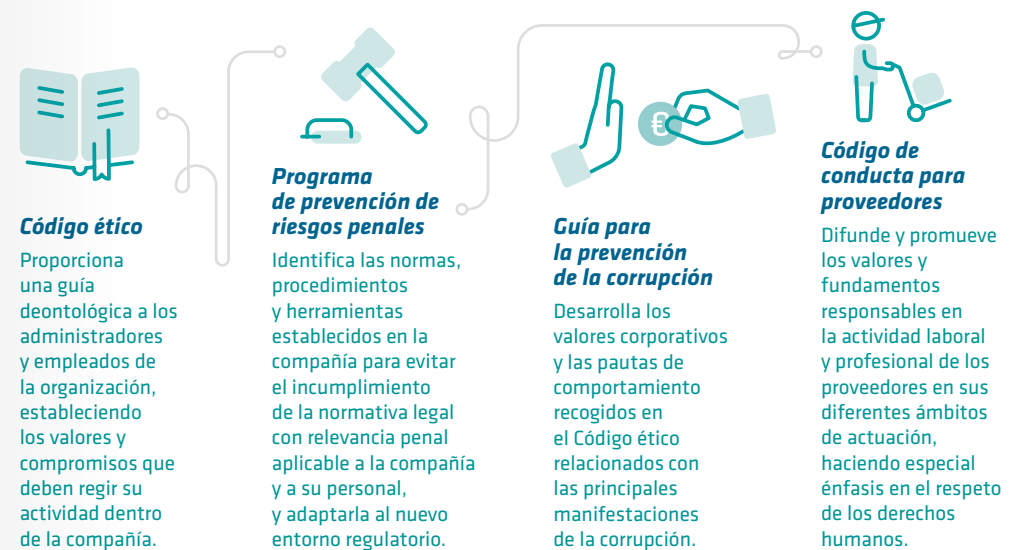 Código ético
Proporciona
una guía
deontológica a los
administradores
y empleados de
la organización,
estableciendo
los valores y
compromisos que
deben regir su
actividad dentro
de la compañía.
Programa
de prevención de
riesgos penales
Identifica las normas,
procedimientos
y herramientas
establecidos en la
compañía para evitar
el incumplimiento
de la normativa legal
con relevancia penal
aplicable a la compañía
y a su personal,
y adaptarla al nuevo
entorno regulatorio.
€
Guía para
la prevención
de la corrupción
Desarrolla los
valores corporativos
y las pautas de
comportamiento
recogidos en
el Código ético
relacionados con
las principales
manifestaciones
de la corrupción.
Código de
conducta para
proveedores
Difunde y promueve
los valores y
fundamentos
responsables en
la actividad laboral
y profesional de los
proveedores en sus
diferentes ámbitos
de actuación,
haciendo especial
énfasis en el respeto
de los derechos
humanos.